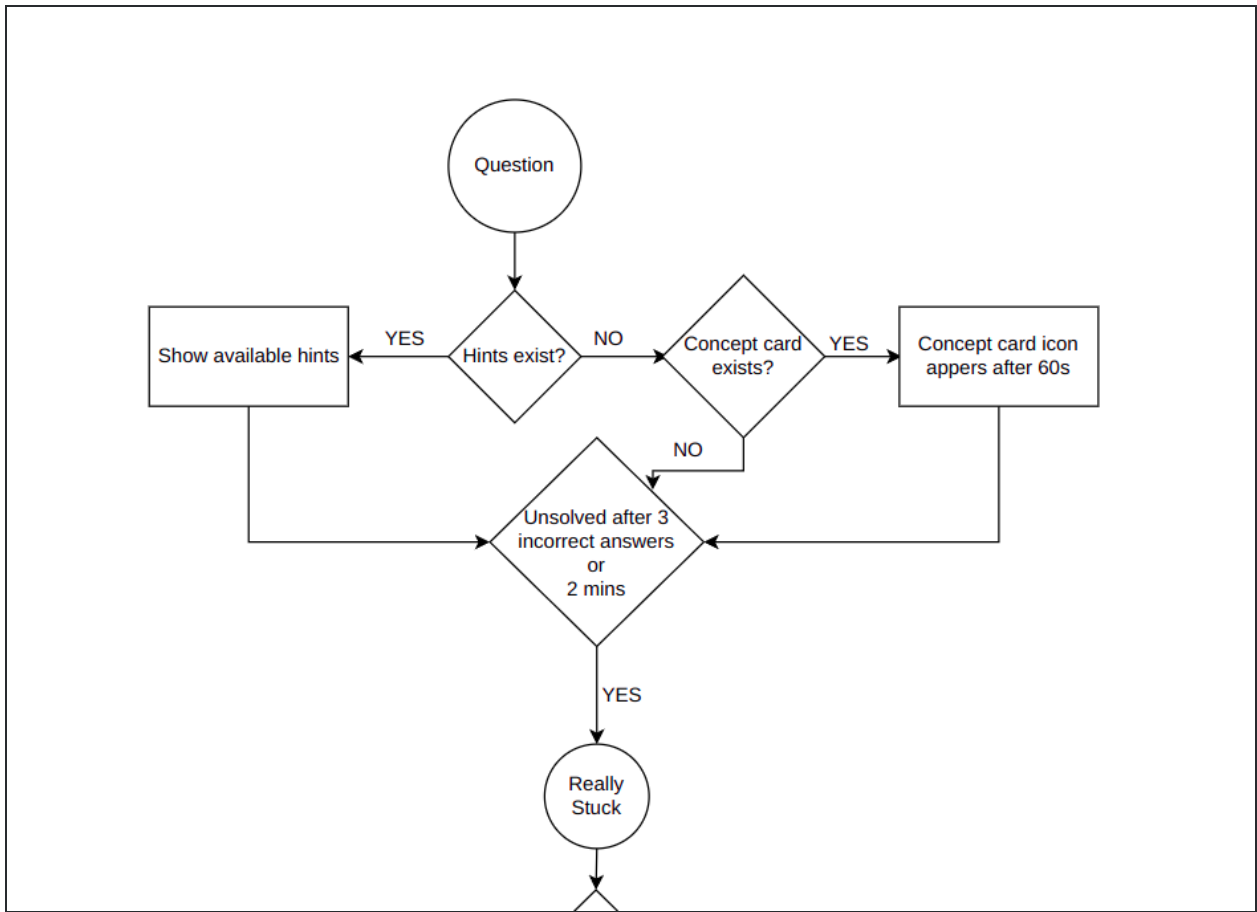 Question
YES
NO
Show available hints
Hints exist?
Concept card
exists?
YES
Concept card icon
appers after 60s
NO
Unsolved after 3
incorrect answers
or
2 mins
YES
Really
Stuck